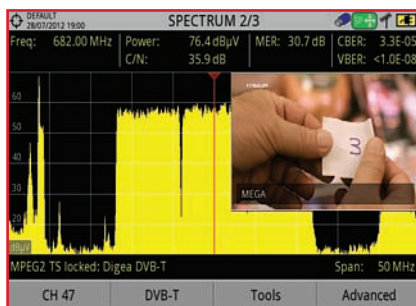 DEFAULT
28/07/2012 19:00
SPECTRUM 2/3
Freq: 682.00 MHz Power: 76.4 dBµV MER: 30.7 dB CBER: 3.3E-05
C/N: 35.9 dB VBER: <1.0E-08
60
50
40
30
20
dBµV
3
MEGA
MPEG2 TS locked: Digea DVB-T Span: 50 MHz
CH 47 DVB-T Tools Advanced